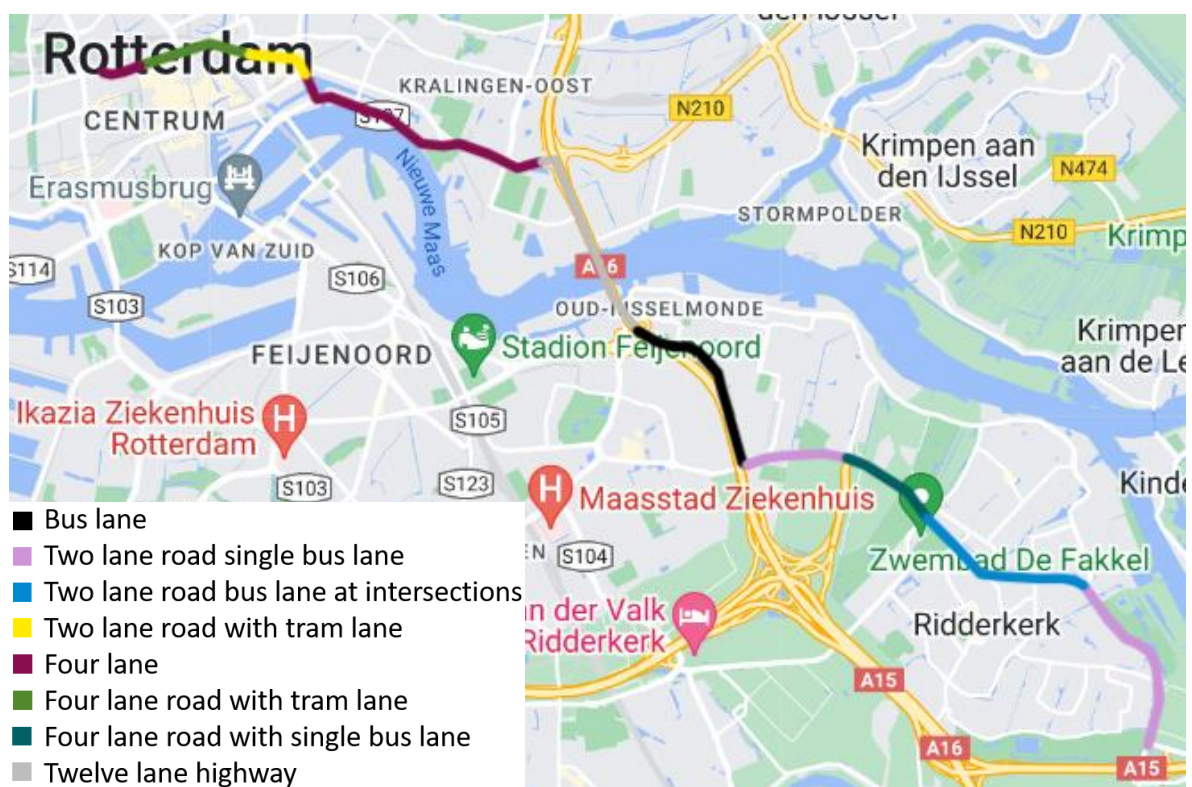 den IJssel
Rotterdam
KRALINGEN-OOST
N210
CENTRUM
S107
Krimpen aan
den IJssel
N474
Erasmusbrug
Nieuwe Maas
STORMPOLDER
N210
Krimp
KOP VAN ZUID
S114
S106
A16
S103
OUD-IJSSELMONDE
Krimpen
aan de Le
FEIJENOORD
Stadion Feijenoord
Ikazia Ziekenhuis
Rotterdam
H
S105
S103
S123
H
Maasstad Ziekenhuis
Kinde
EN
S104
Zwembad De Fakkel
an der Valk
Ridderkerk
Ridderkerk
A15
A16
A15
Bus lane
Two lane road single bus lane
Two lane road bus lane at intersections
Two lane road with tram lane
Four lane
Four lane road with tram lane
Four lane road with single bus lane
Twelve lane highway